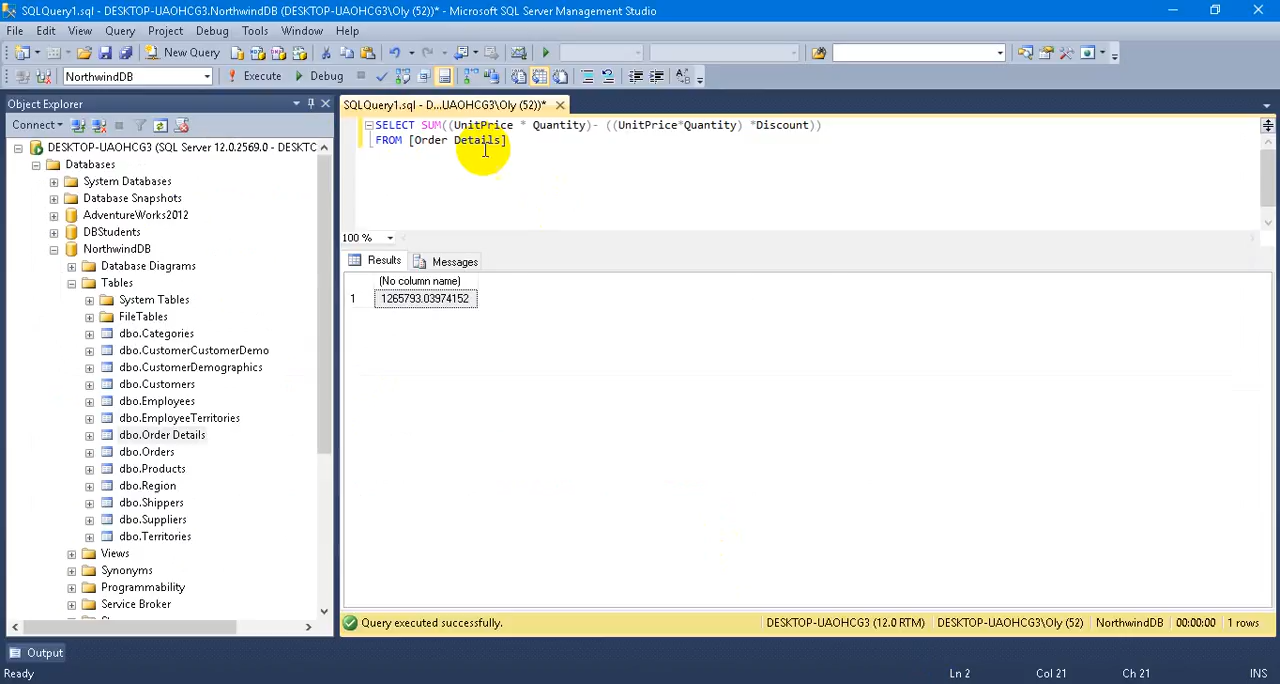 SQLQuery1.sql - DESKTOP-UAOHCG3.NorthwindDB (DESKTOP-UAOHCG3\Oly (52))* - Microsoft SQL Server Management Studio
File Edit View Query Project Debug Tools Window Help
New Query
NorthwindDB Execute Debug
Object Explorer
SQLQuery1.sql - D...UAOHCG3\Oly (52))*
Connect
SELECT SUM((UnitPrice * Quantity)- ((UnitPrice*Quantity) *Discount))
FROM [Order Details]
DESKTOP-UAOHCG3 (SQL Server 12.0.2569.0 - DESKTC
Databases
System Databases
Database Snapshots
AdventureWorks2012
DBStudents
NorthwindDB
Database Diagrams
Tables
System Tables
FileTables
dbo.Categories
dbo.CustomerCustomerDemo
dbo.CustomerDemographics
dbo.Customers
dbo.Employees
dbo.EmployeeTerritories
dbo.Order Details
dbo.Orders
dbo.Products
dbo.Region
dbo.Shippers
dbo.Suppliers
dbo.Territories
Views
Synonyms
Programmability
Service Broker
100 %
Results Messages
(No column name)
1 1265793.03974152
Query executed successfully. DESKTOP-UAOHCG3 (12.0 RTM) DESKTOP-UAOHCG3\Oly (52) NorthwindDB 00:00:00 1 rows
Output
Ready Ln 2 Col 21 Ch 21 INS